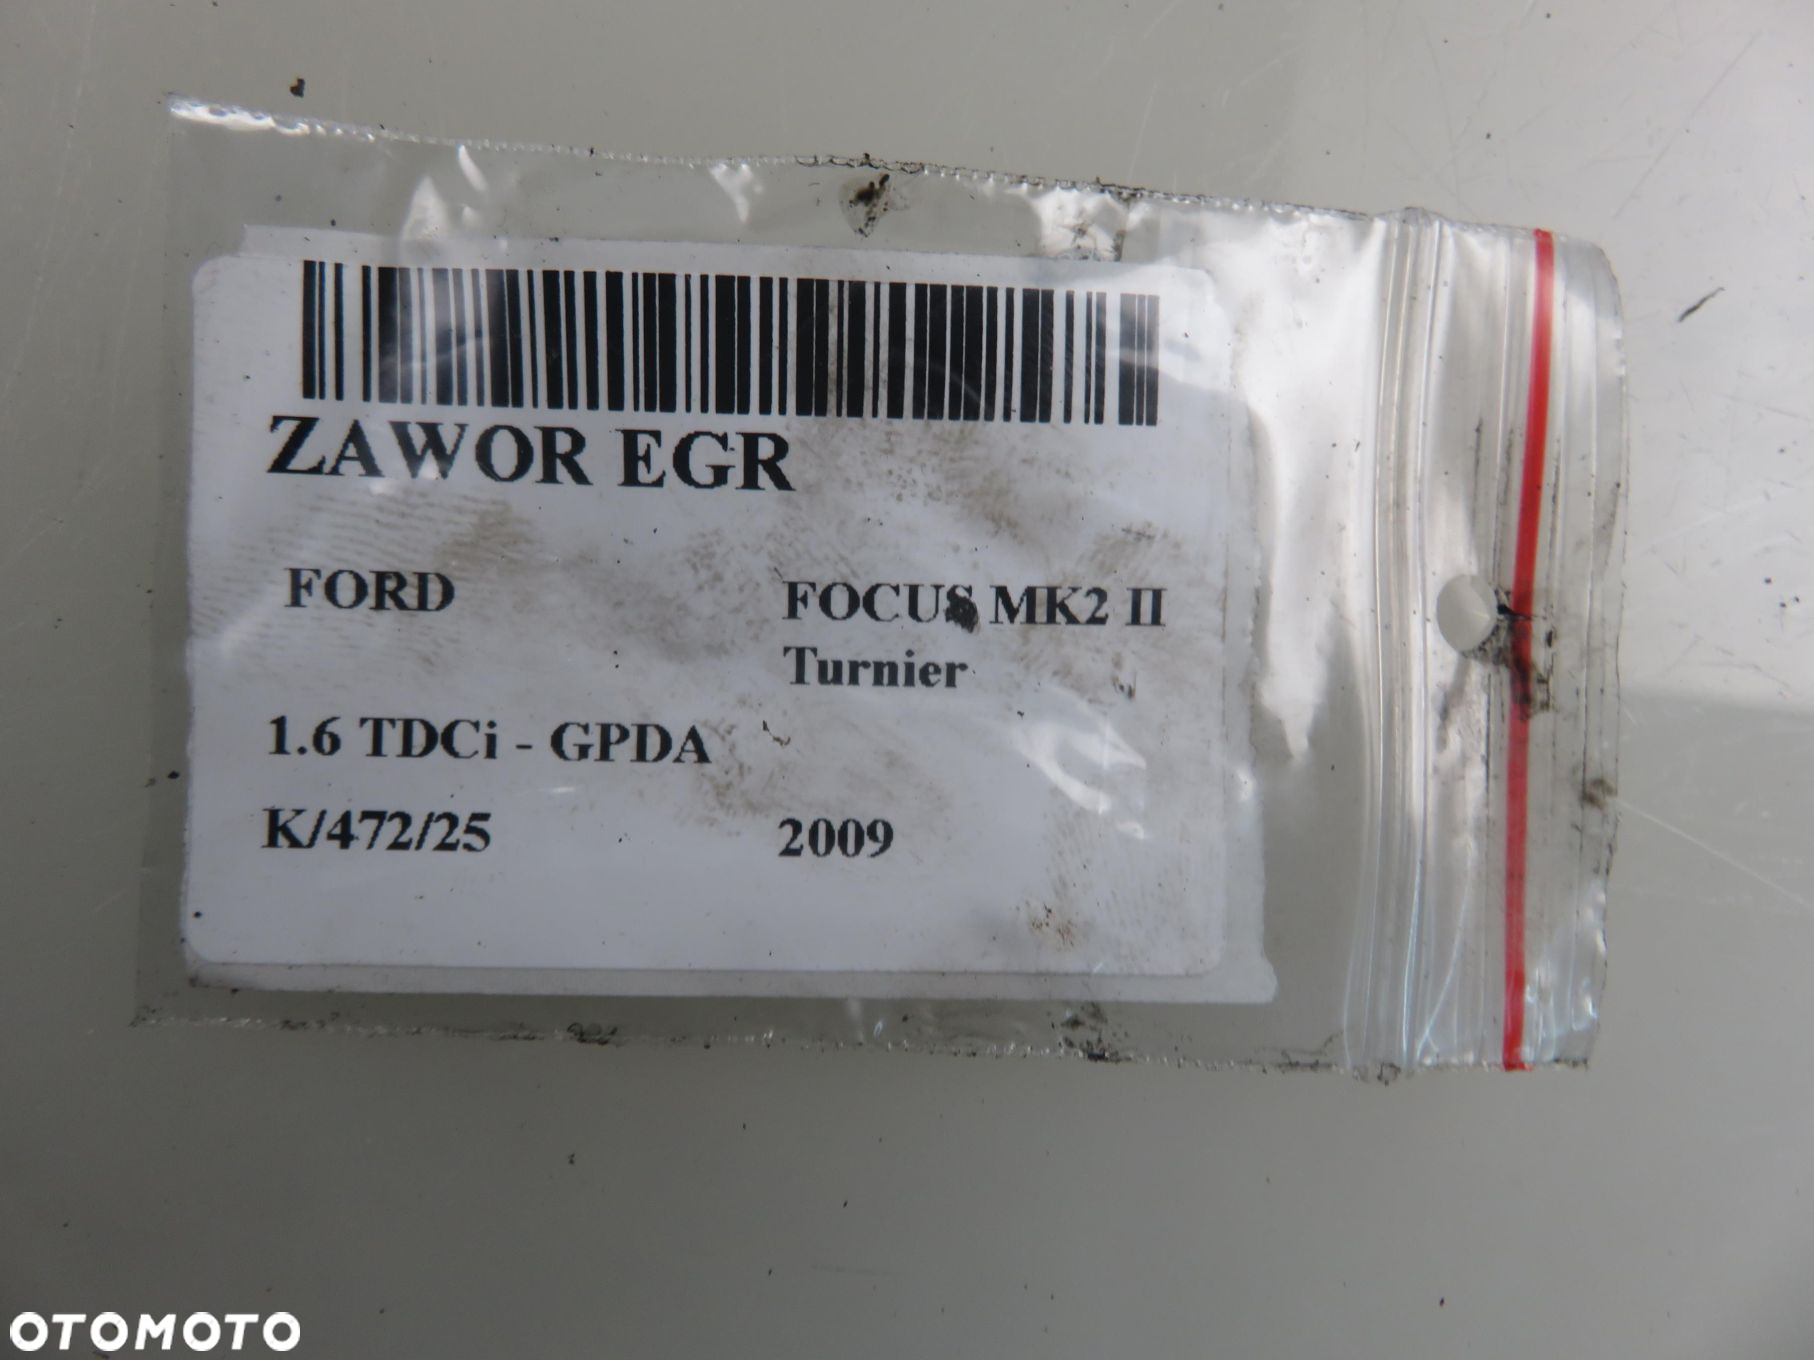 ZAWOR EGR
FORD
FOCUS MK2 II
Turnier
1.6 TDCi - GPDA
K/472/25
2009
OTOMOTO